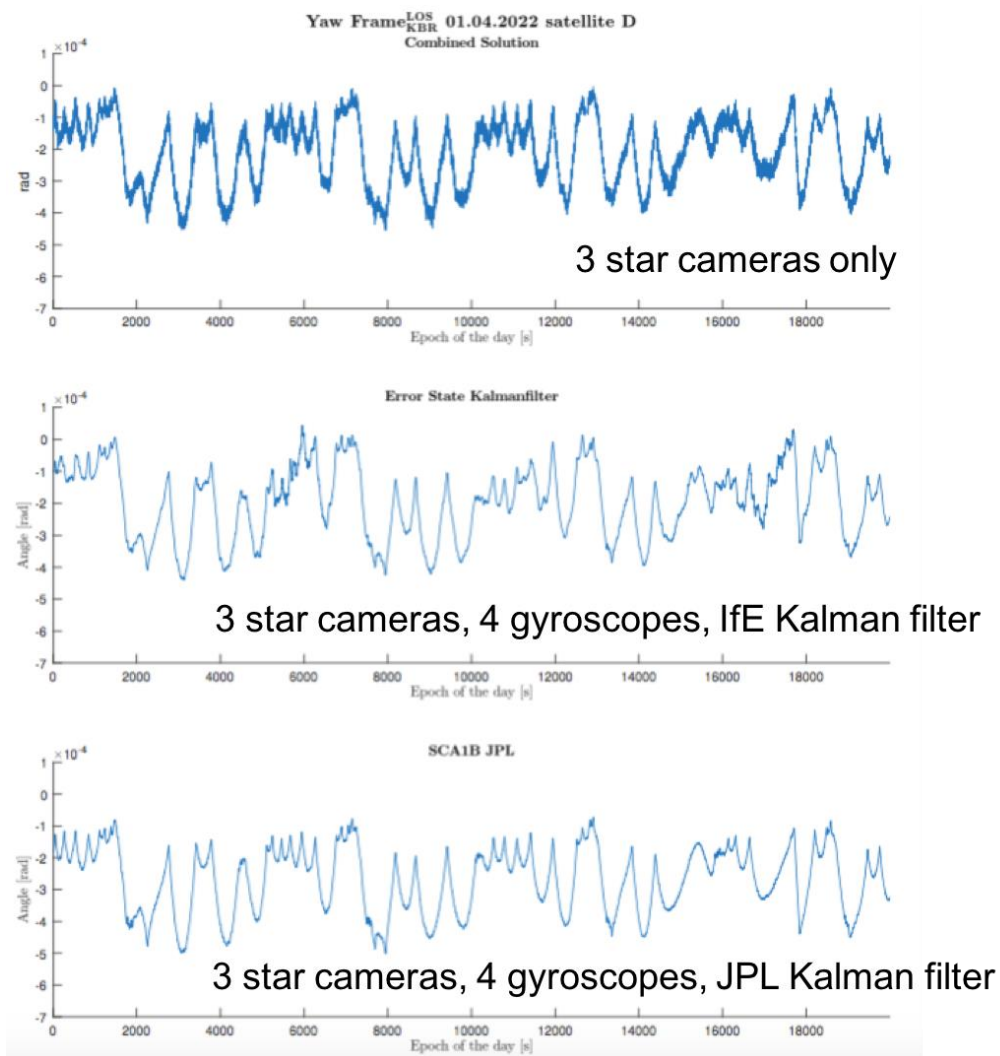 Yaw Frame_KBR^LOS 01.04.2022 satellite D
Combined Solution
×10^-4
1
0
-1
-2
-3
-4
-5
-6
-7
rad
3 star cameras only
0 2000 4000 6000 8000 10000 12000 14000 16000 18000
Epoch of the day [s]
Error State Kalmanfilter
×10^-4
1
0
-1
-2
-3
-4
-5
-6
-7
Angle [rad]
3 star cameras, 4 gyroscopes, IfE Kalman filter
0 2000 4000 6000 8000 10000 12000 14000 16000 18000
Epoch of the day [s]
SCA1B JPL
×10^-4
1
0
-1
-2
-3
-4
-5
-6
-7
Angle [rad]
3 star cameras, 4 gyroscopes, JPL Kalman filter
0 2000 4000 6000 8000 10000 12000 14000 16000 18000
Epoch of the day [s]